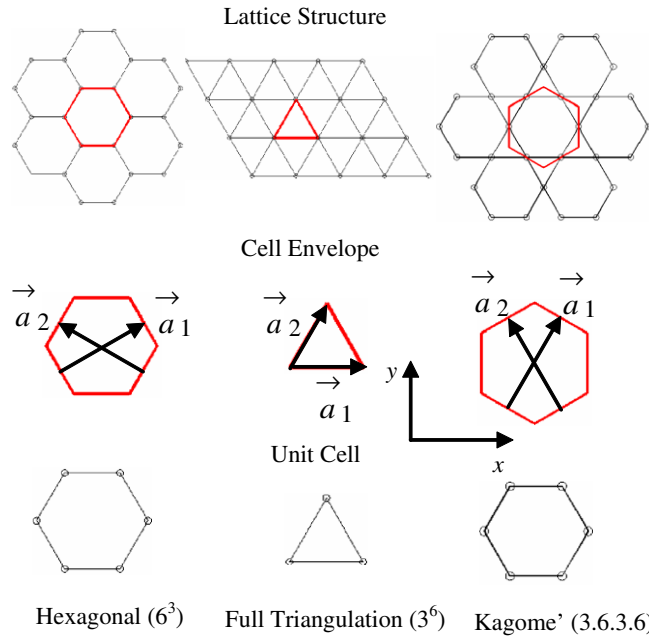 Lattice Structure
Cell Envelope
→ a 2 → a 1
→ a 2 → a 1
→ a 2 → a 1
y
x
Unit Cell
Hexagonal (6³) Full Triangulation (3⁶) Kagome’ (3.6.3.6)